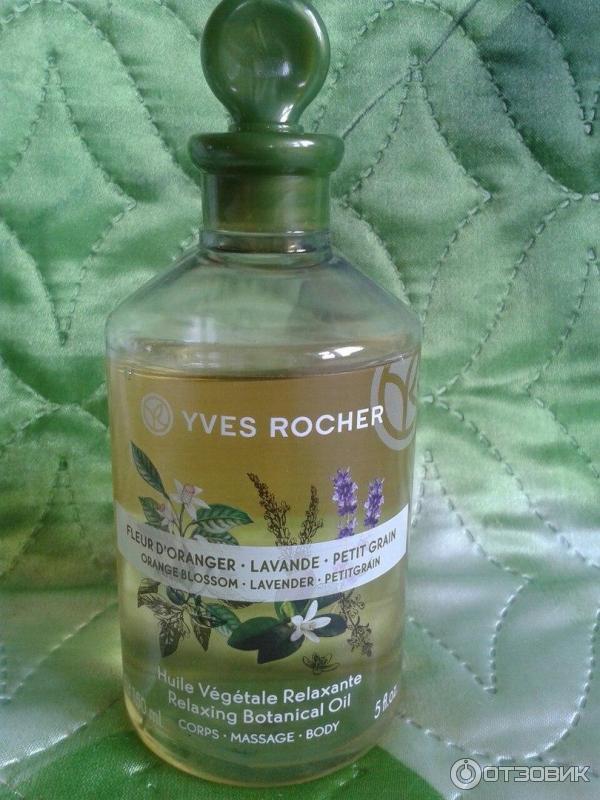 YVES ROCHER
FLEUR D'ORANGER · LAVANDE · PETIT GRAIN
ORANGE BLOSSOM · LAVENDER · PETITGRAIN
Huile Végétale Relaxante
Relaxing Botanical Oil
ml 5 fl.oz
CORPS · MASSAGE · BODY
ОТЗОВИК